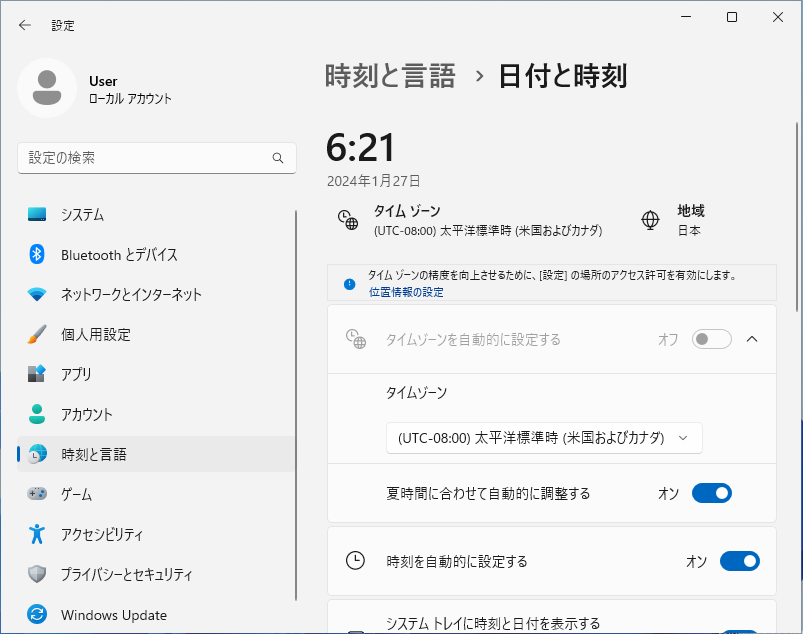 設定
User
ローカル アカウント
設定の検索
システム
Bluetooth とデバイス
ネットワークとインターネット
個人用設定
アプリ
アカウント
時刻と言語
ゲーム
アクセシビリティ
プライバシーとセキュリティ
Windows Update
時刻と言語 › 日付と時刻
6:21
2024年1月27日
タイム ゾーン
(UTC-08:00) 太平洋標準時 (米国およびカナダ)
地域
日本
タイム ゾーンの精度を向上させるために、[設定] の場所のアクセス許可を有効にします。
位置情報の設定
タイムゾーンを自動的に設定する オフ
タイムゾーン
(UTC-08:00) 太平洋標準時 (米国およびカナダ)
夏時間に合わせて自動的に調整する オン
時刻を自動的に設定する オン
システム トレイに時刻と日付を表示する